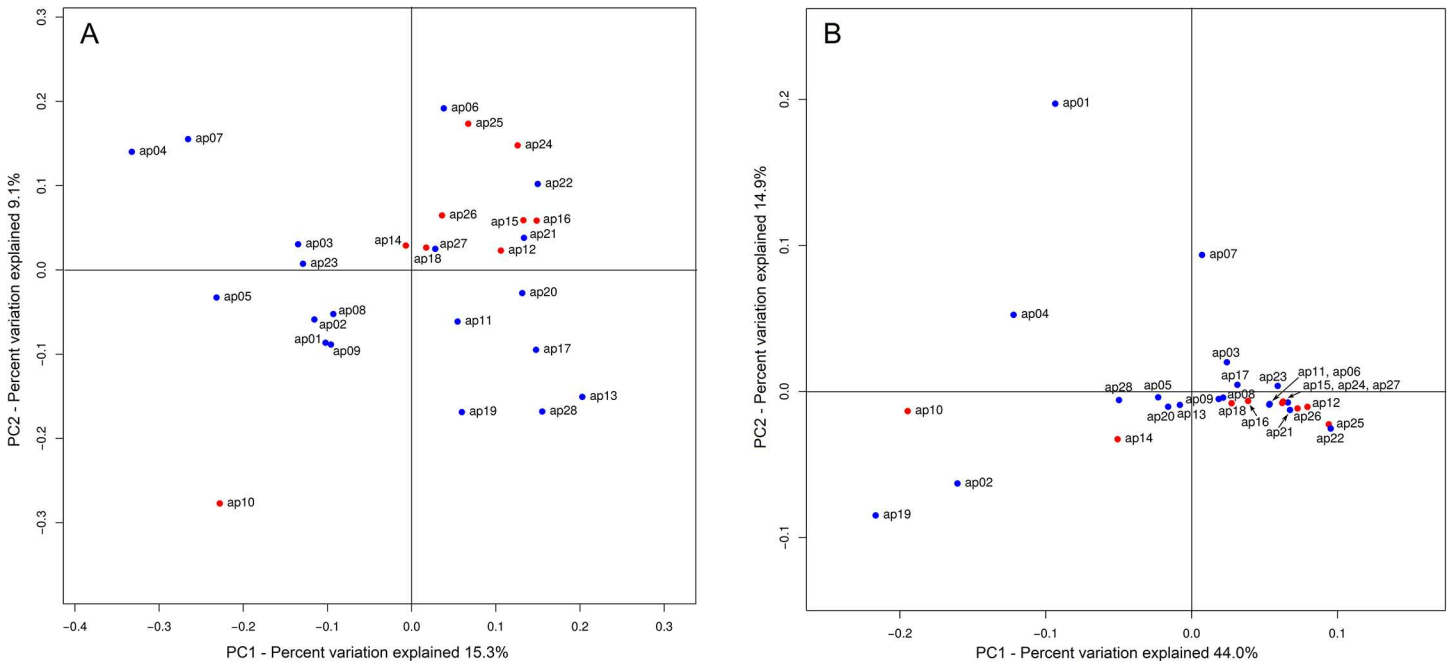 A
0.3
0.2
0.1
0.0
−0.1
−0.2
−0.3
PC2 - Percent variation explained 9.1%
ap06
ap25
ap07
ap24
ap04
ap22
ap26
ap15
ap16
ap14
ap27
ap21
ap03
ap18
ap12
ap23
ap05
ap20
ap08
ap02
ap11
ap01
ap09
ap17
ap13
ap19
ap28
ap10
−0.4
−0.3
−0.2
−0.1
0.0
0.1
0.2
0.3
PC1 - Percent variation explained 15.3%
B
0.2
0.1
0.0
−0.1
PC2 - Percent variation explained 14.9%
ap01
ap07
ap04
ap03
ap11, ap06
ap17
ap23
ap28
ap05
ap15, ap24, ap27
ap08
ap09
ap12
ap10
ap20
ap13
ap18
ap16
ap26
ap25
ap21
ap22
ap14
ap02
ap19
−0.2
−0.1
0.0
0.1
PC1 - Percent variation explained 44.0%